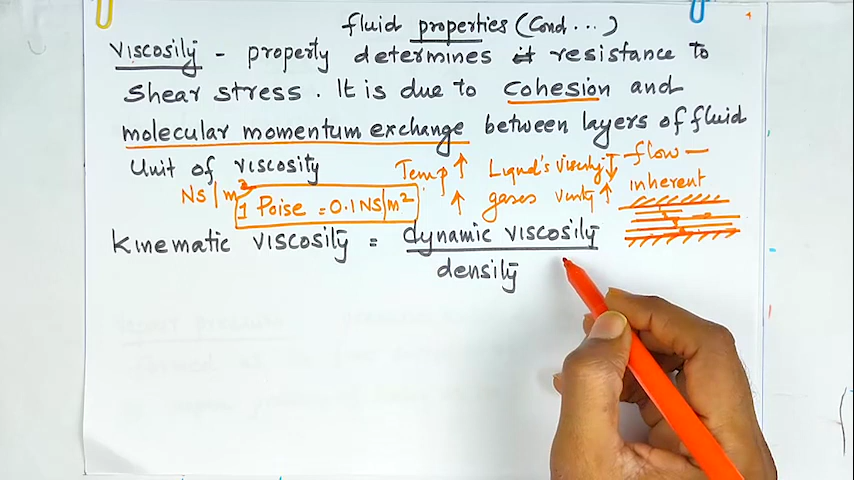 fluid properties (Cond...)
Viscosity - property determines it resistance to
Shear stress. It is due to cohesion and
molecular momentum exchange between layers of fluid
Unit of viscosity
Ns/m²
1 Poise = 0.1 Ns/m²
Temp ↑ Liquid's viscosity ↓
↑ gases ↑
flow —
inherent
Kinematic viscosity = dynamic viscosity
density